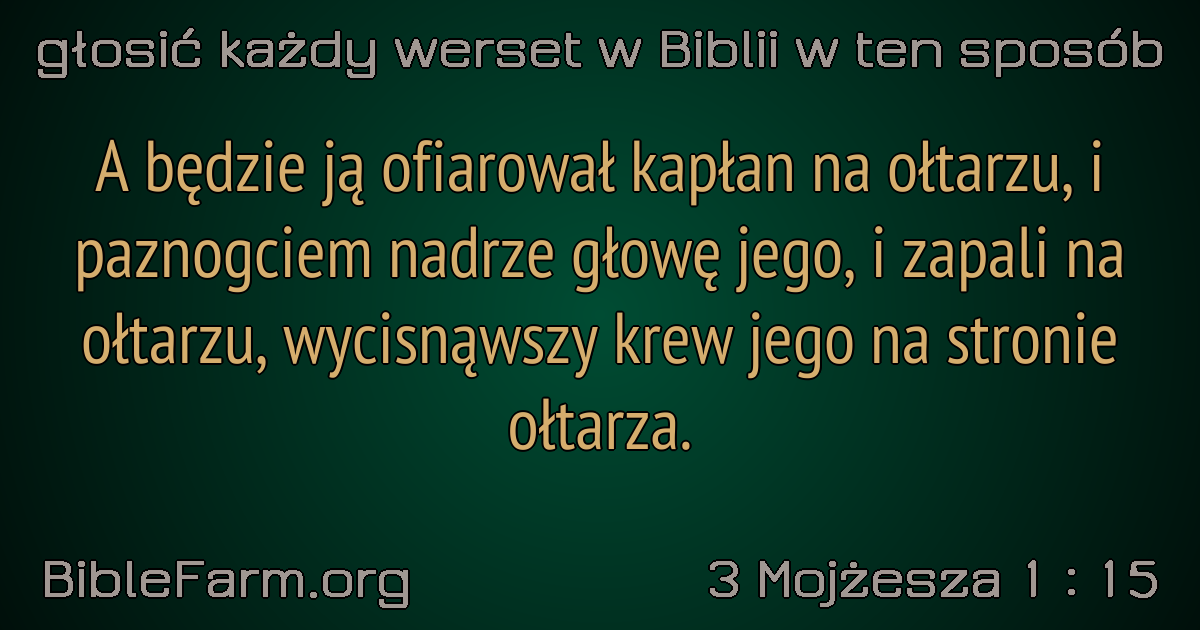 głosić każdy werset w Biblii w ten sposób
A będzie ją ofiarował kapłan na ołtarzu, i
paznogciem nadrze głowę jego, i zapali na
ołtarzu, wycisnąwszy krew jego na stronie
ołtarza.
BibleFarm.org
3 Mojżesza 1 : 15